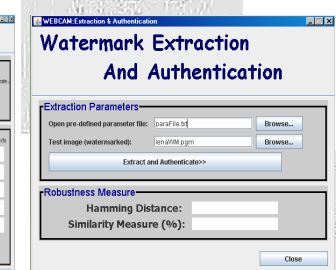 WEBCAM:Extraction & Authentication
Watermark Extraction
And Authentication
Extraction Parameters
Open pre-defined parameter file: paraFile.txt Browse...
Test image (watermarked): lenaWM.pgm Browse...
Extract and Authenticate>>
Robustness Measure
Hamming Distance:
Similarity Measure (%):
Close